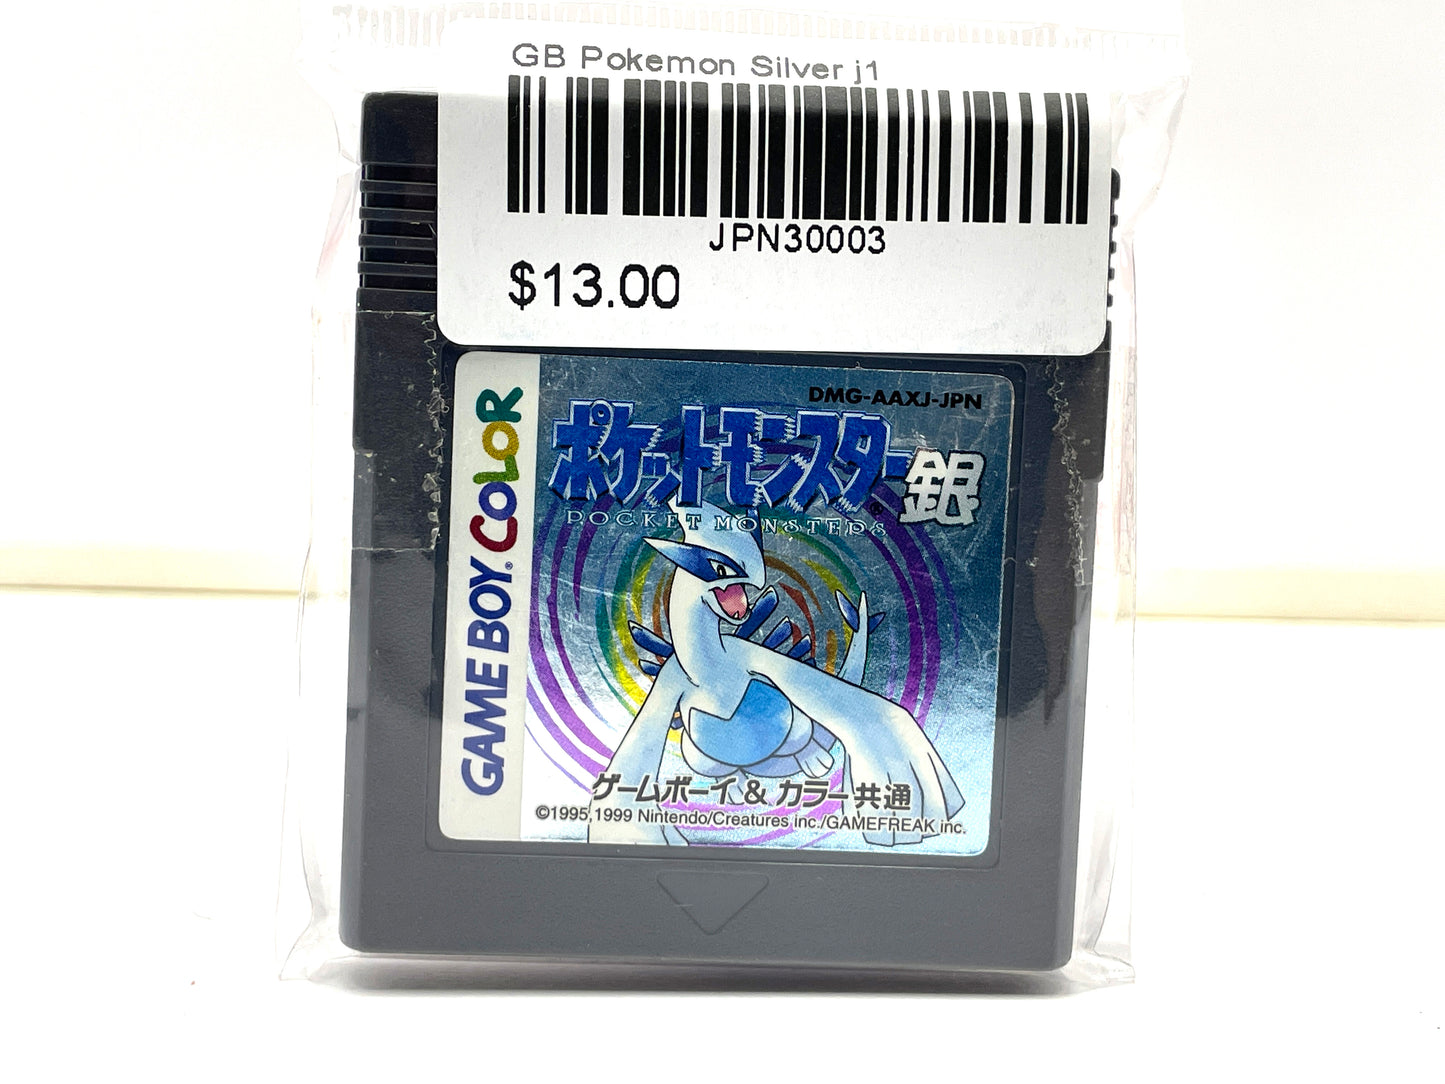 GB Pokemon Silver j1
JPN30003
$13.00
GAME BOY® COLOR
DMG-AAXJ-JPN
ポケットモンスター®銀
POCKET MONSTERS
ゲームボーイ & カラー共通
©1995,1999 Nintendo/Creatures inc./GAMEFREAK inc.